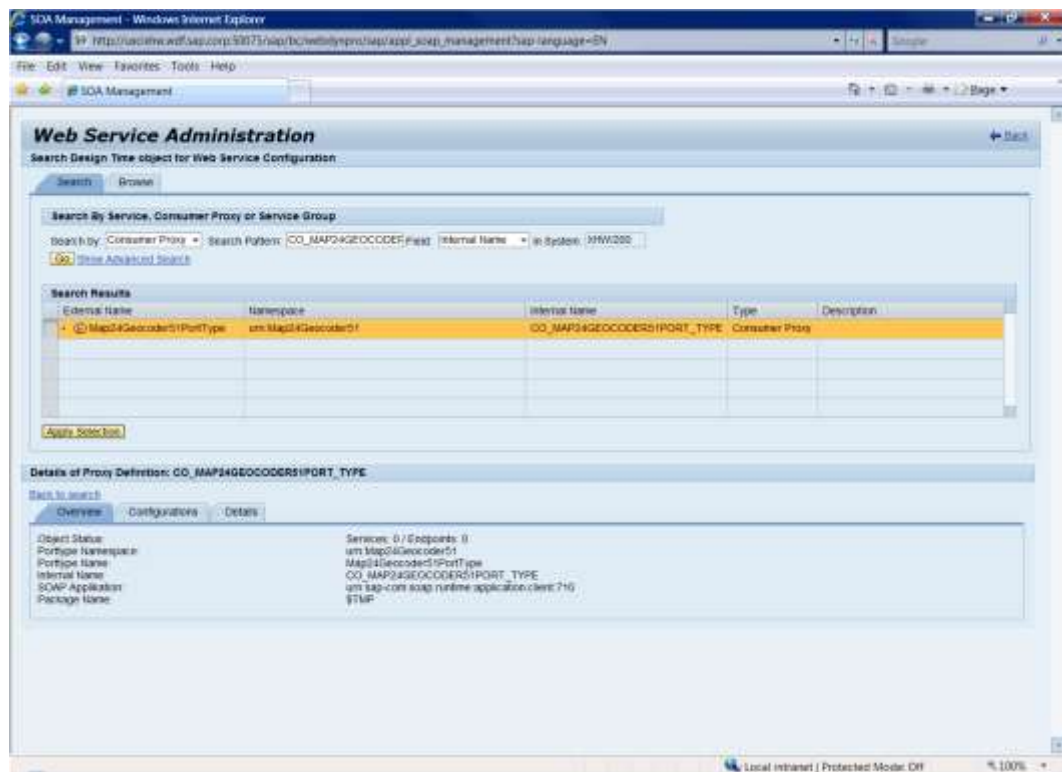 SOA Management - Windows Internet Explorer
File Edit View Favorites Tools Help
SOA Management
Page
Web Service Administration
Back
Search Design Time object for Web Service Configuration
Search Browse
Search By Service, Consumer Proxy or Service Group
Search by: Consumer Proxy Search Pattern: CO_MAP24GEOCODER Field: Internal Name in System:
Go Show Advanced Search
Search Results
External Name Namespace Internal Name Type Description
Map24Geocoder51PortType urn:Map24Geocoder51 CO_MAP24GEOCODER51PORT_TYPE Consumer Proxy
Apply Selection
Details of Proxy Definition: CO_MAP24GEOCODER51PORT_TYPE
Back to search
Overview Configurations Details
Object Status Services: 0 / Endpoints: 0
Porttype Namespace urn:Map24Geocoder51
Porttype Name Map24Geocoder51PortType
Internal Name CO_MAP24GEOCODER51PORT_TYPE
SOAP Application urn:sap-com:soap:runtime:application:client:710
Package Name $TMP
Local intranet | Protected Mode: Off 100%